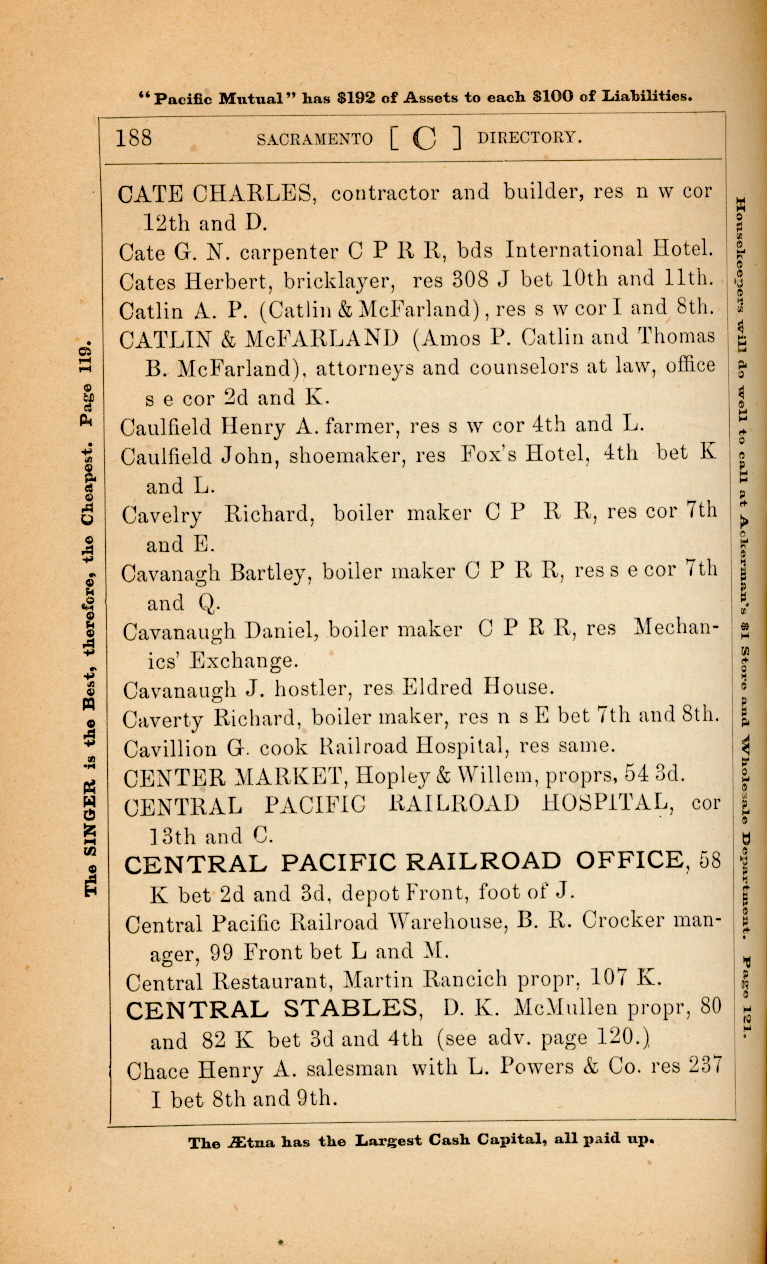 "Pacific Mutual" has $192 of Assets to each $100 of Liabilities.
188 SACRAMENTO [ C ] DIRECTORY.
CATE CHARLES, contractor and builder, res n w cor
12th and D.
Cate G. N. carpenter C P R R, bds International Hotel.
Cates Herbert, bricklayer, res 308 J bet 10th and 11th.
Catlin A. P. (Catlin & McFarland), res s w cor I and 8th.
CATLIN & McFARLAND (Amos P. Catlin and Thomas
B. McFarland), attorneys and counselors at law, office
s e cor 2d and K.
Caulfield Henry A. farmer, res s w cor 4th and L.
Caulfield John, shoemaker, res Fox's Hotel, 4th bet K
and L.
Cavelry Richard, boiler maker C P R R, res cor 7th
and E.
Cavanagh Bartley, boiler maker C P R R, res s e cor 7th
and Q.
Cavanaugh Daniel, boiler maker C P R R, res Mechan-
ics' Exchange.
Cavanaugh J. hostler, res Eldred House.
Caverty Richard, boiler maker, res n s E bet 7th and 8th.
Cavillion G. cook Railroad Hospital, res same.
CENTER MARKET, Hopley & Willem, proprs, 54 3d.
CENTRAL PACIFIC RAILROAD HOSPITAL, cor
13th and C.
CENTRAL PACIFIC RAILROAD OFFICE, 58
K bet 2d and 3d, depot Front, foot of J.
Central Pacific Railroad Warehouse, B. R. Crocker man-
ager, 99 Front bet L and M.
Central Restaurant, Martin Rancich propr, 107 K.
CENTRAL STABLES, D. K. McMullen propr, 80
and 82 K bet 3d and 4th (see adv. page 120.)
Chace Henry A. salesman with L. Powers & Co. res 237
I bet 8th and 9th.
The Ætna has the Largest Cash Capital, all paid up.
The SINGER is the Best, therefore, the Cheapest. Page 119.
Housekeepers will do well to call at Ackerman's $1 Store and Wholesale Department. Page 121.